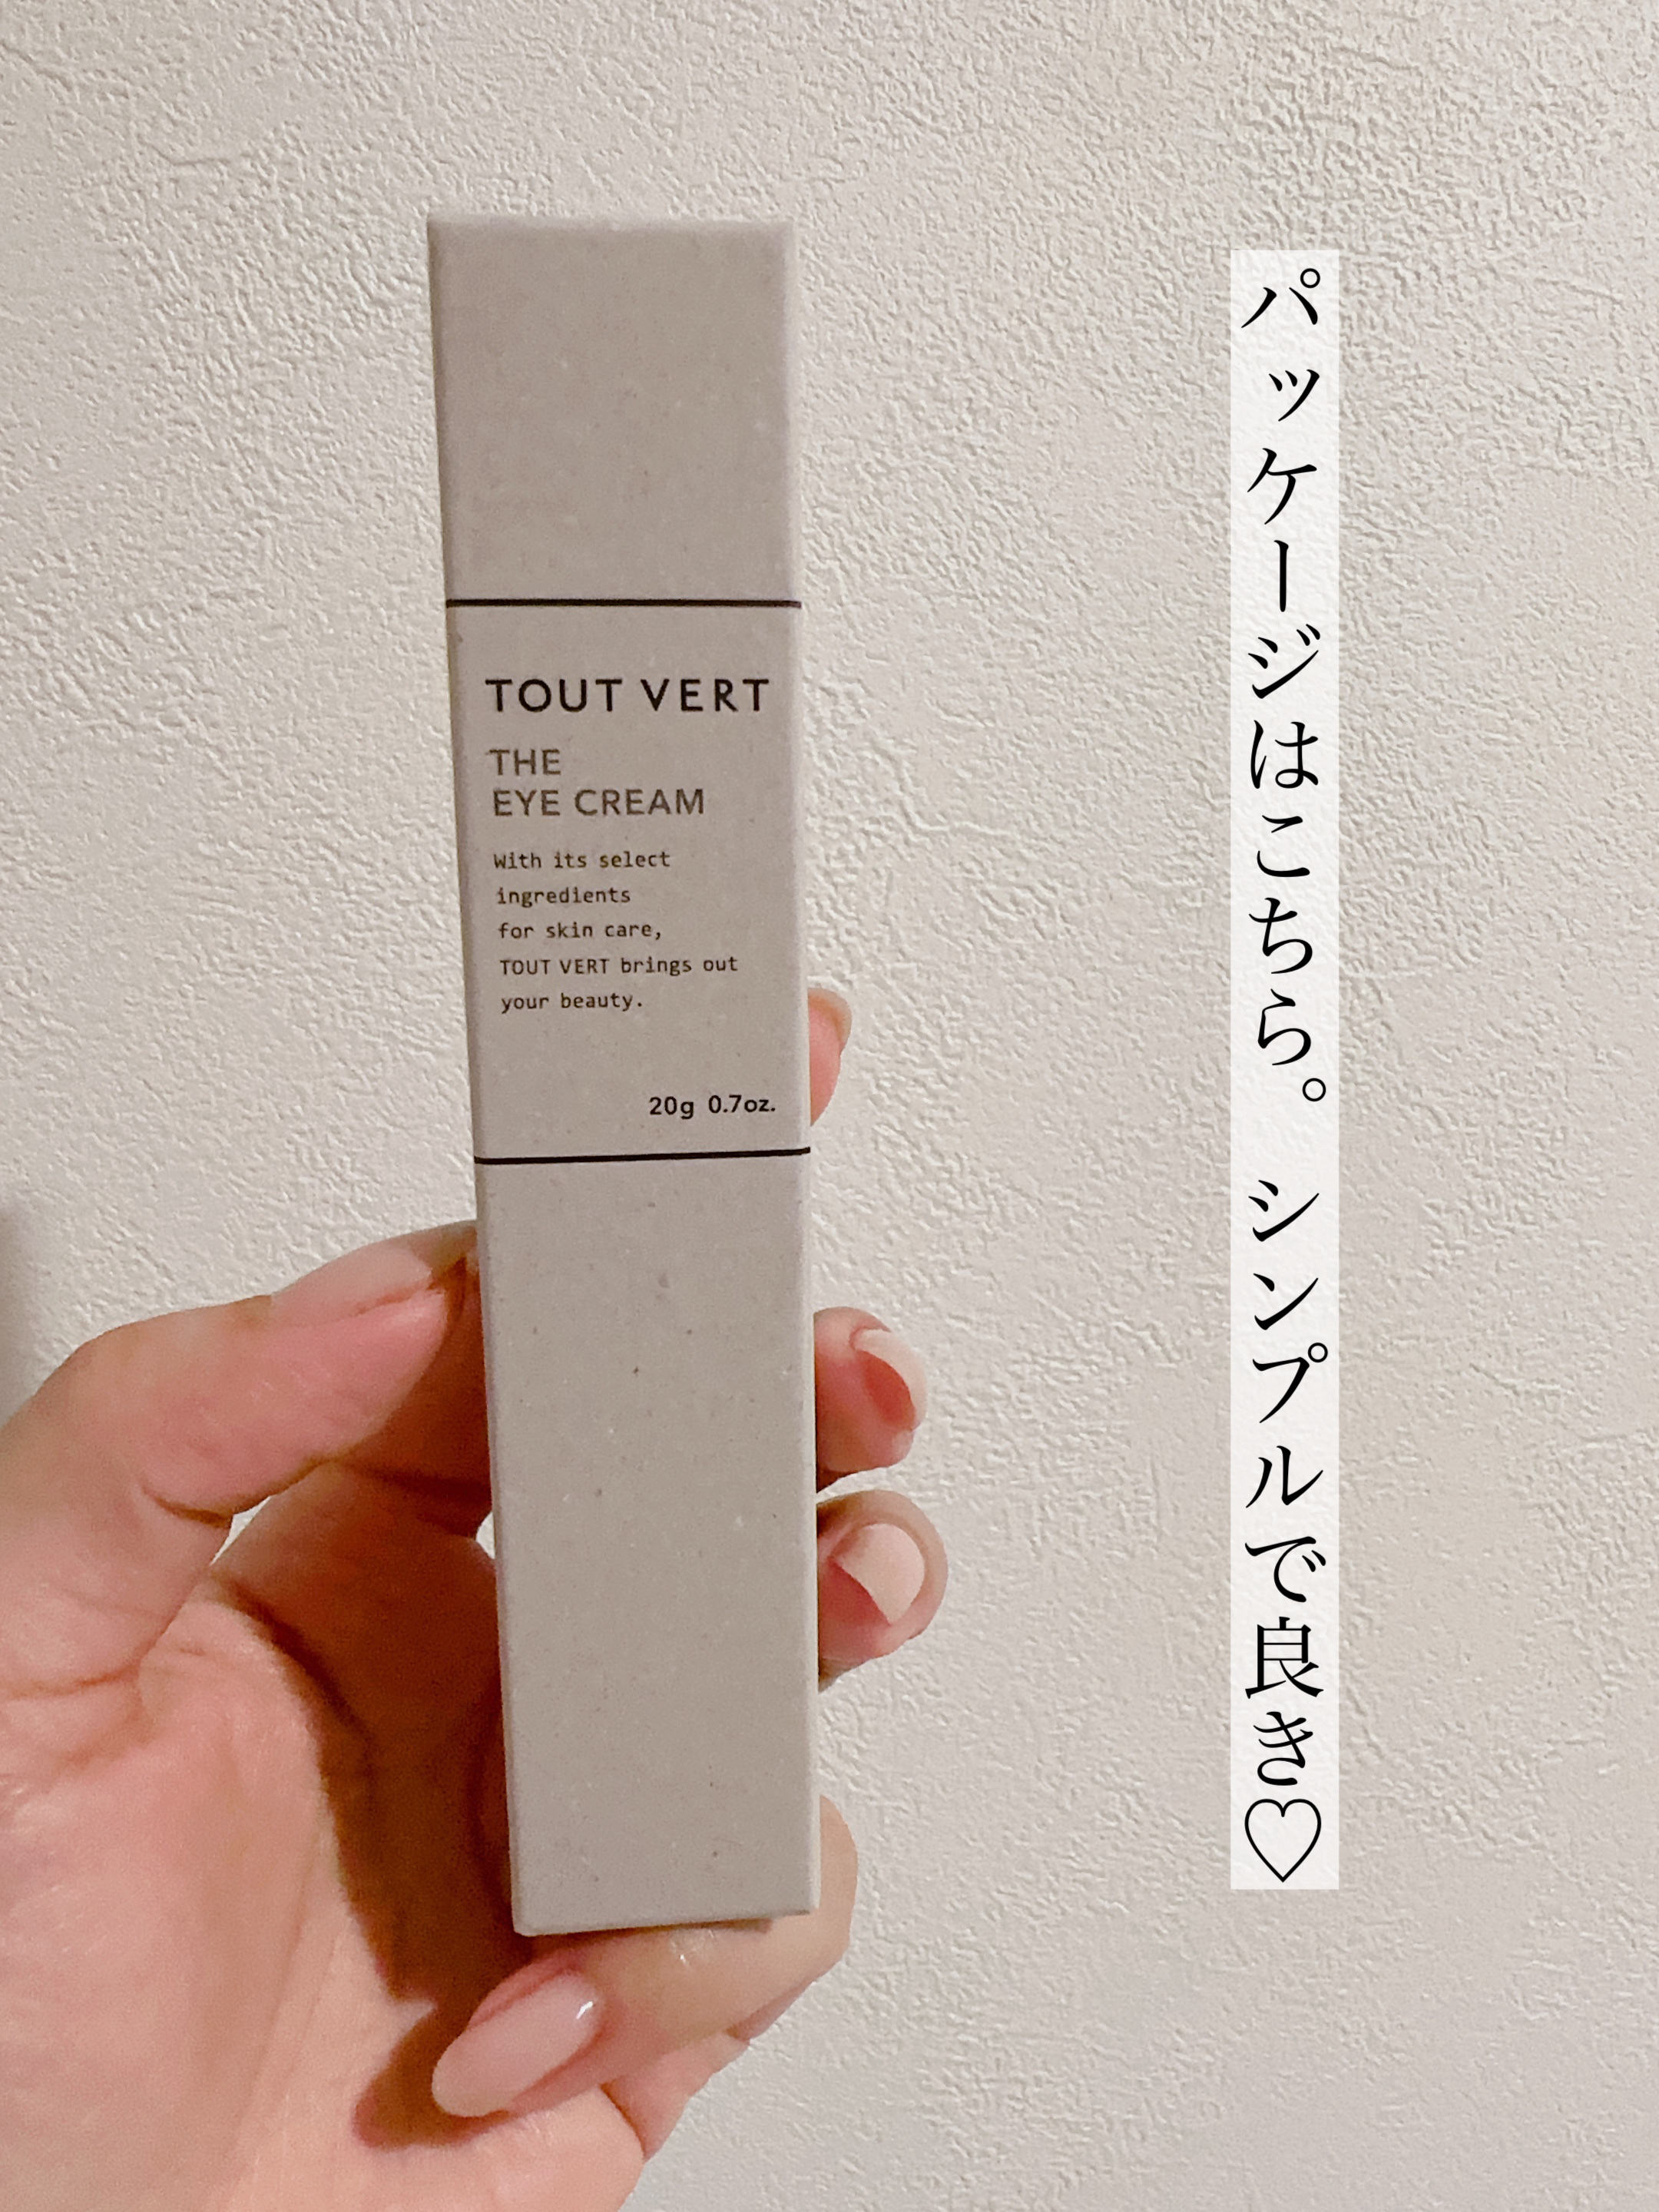 TOUT VERT
THE
EYE CREAM
With its select
ingredients
for skin care,
TOUT VERT brings out
your beauty.
20g 0.7oz.
パッケージはこちら。シンプルで良き♡